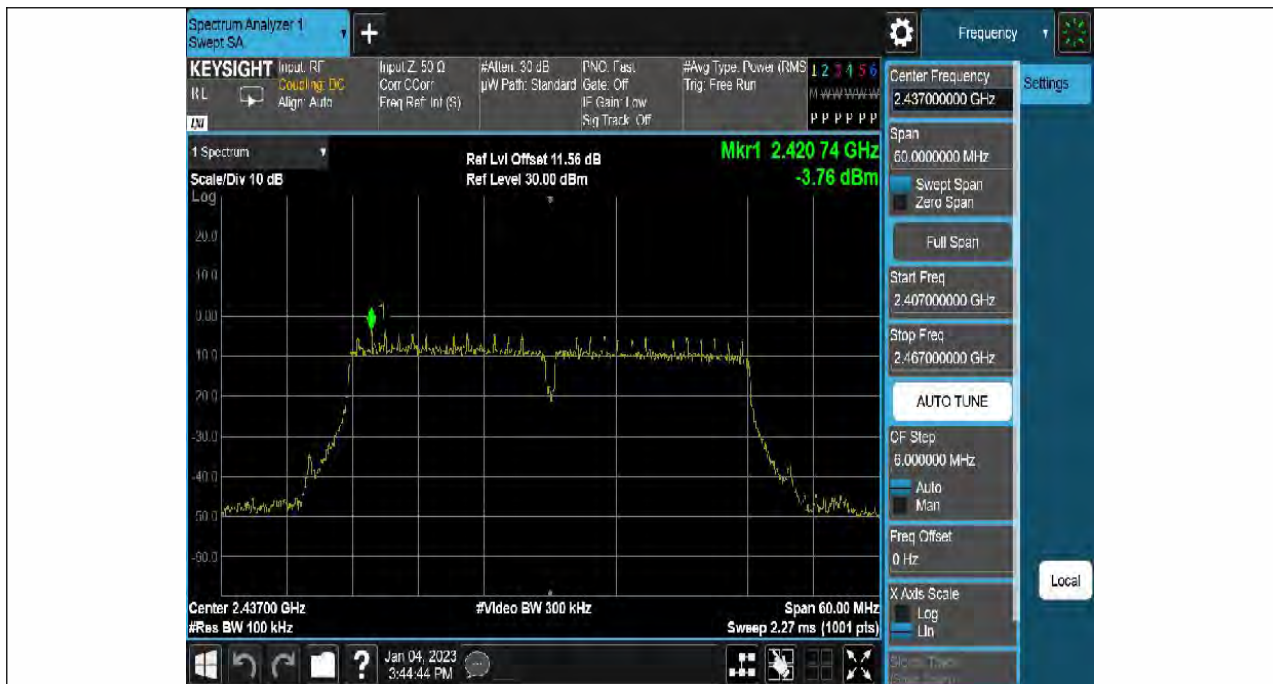 Spectrum Analyzer 1
Swept SA
+
Frequency
KEYSIGHT
RL
LXI
Input: RF
Coupling: DC
Align: Auto
Input Z: 50 Ω
Corr CCorr
Freq Ref: Int (S)
#Atten: 30 dB
µW Path: Standard
PNO: Fast
Gate: Off
IF Gain: Low
Sig Track: Off
#Avg Type: Power (RMS
Trig: Free Run
1 2 3 4 5 6
M W W W W W
P P P P P P
1 Spectrum
Scale/Div 10 dB
Log
Ref Lvl Offset 11.56 dB
Ref Level 30.00 dBm
Mkr1 2.420 74 GHz
-3.76 dBm
20.0
10.0
0.00
-10.0
-20.0
-30.0
-40.0
-50.0
-60.0
1
Center 2.43700 GHz
#Res BW 100 kHz
#Video BW 300 kHz
Span 60.00 MHz
Sweep 2.27 ms (1001 pts)
Jan 04, 2023
3:44:44 PM
Center Frequency
2.437000000 GHz
Span
60.0000000 MHz
Swept Span
Zero Span
Full Span
Start Freq
2.407000000 GHz
Stop Freq
2.467000000 GHz
AUTO TUNE
CF Step
6.000000 MHz
Auto
Man
Freq Offset
0 Hz
X Axis Scale
Log
Lin
Settings
Local